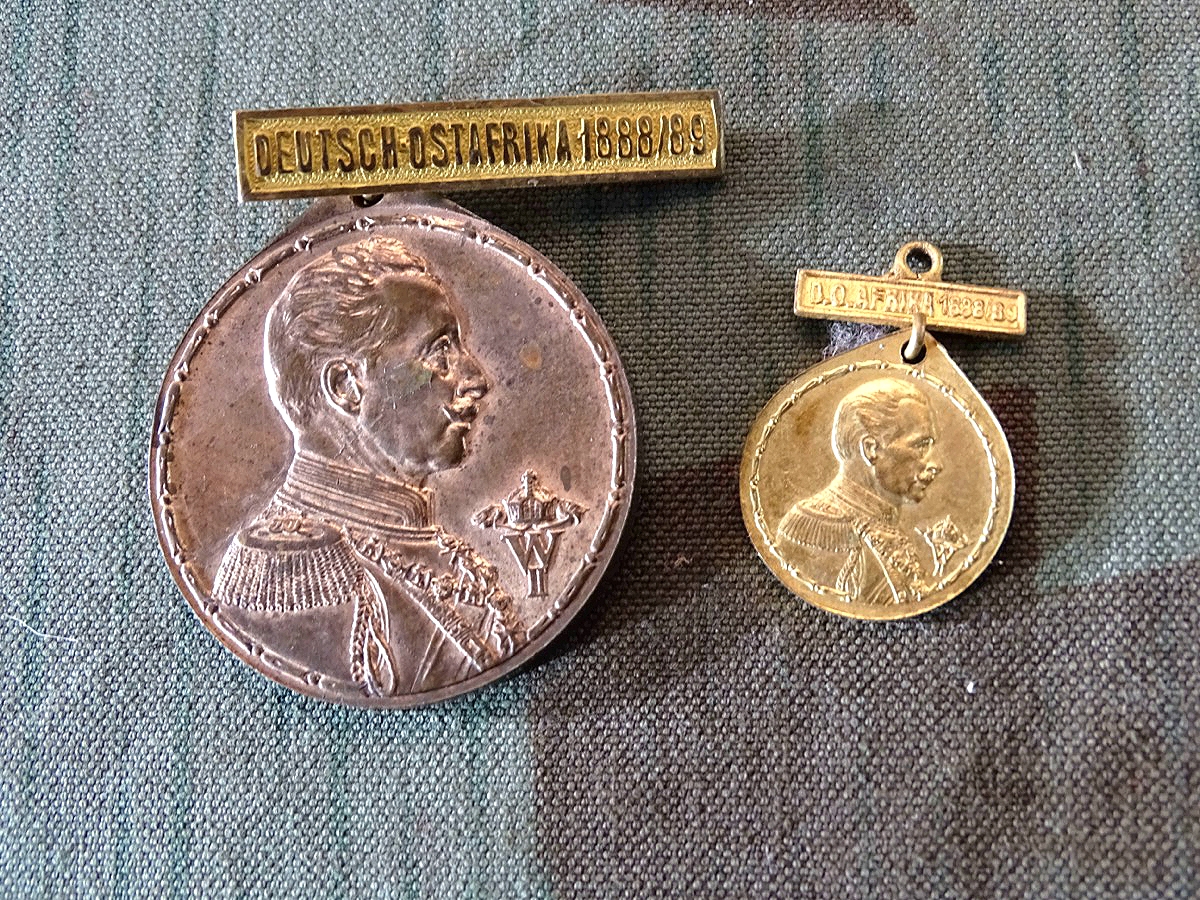 DEUTSCH-OSTAFRIKA 1888/89
D.O.AFRIKA 1888/89
W
I